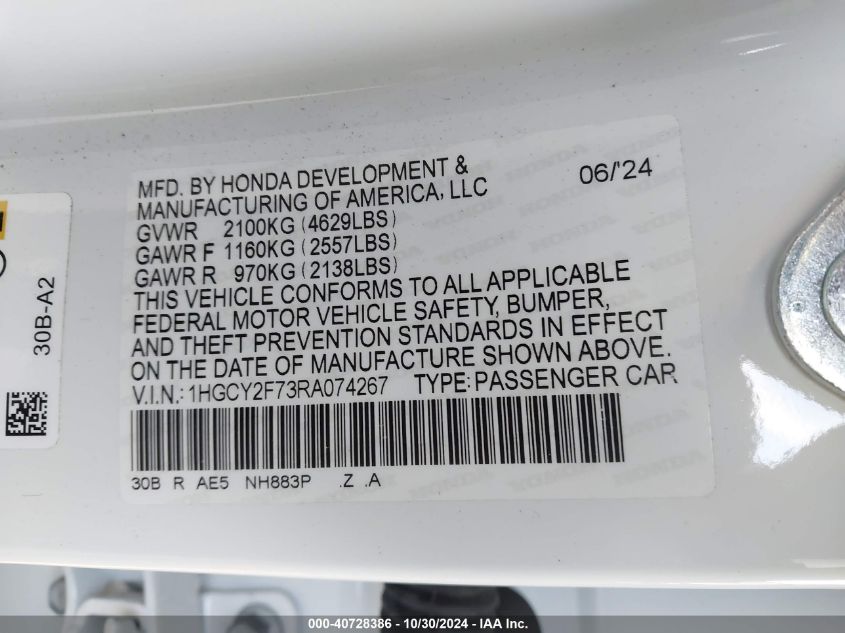 MFD. BY HONDA DEVELOPMENT & 
MANUFACTURING OF AMERICA, LLC 06/'24
GVWR 2100KG (4629LBS)
GAWR F 1160KG (2557LBS)
GAWR R 970KG (2138LBS)
THIS VEHICLE CONFORMS TO ALL APPLICABLE
FEDERAL MOTOR VEHICLE SAFETY, BUMPER,
AND THEFT PREVENTION STANDARDS IN EFFECT
ON THE DATE OF MANUFACTURE SHOWN ABOVE.
V.I.N.: 1HGCY2F73RA074267 TYPE: PASSENGER CAR
30B R AE5 NH883P .Z .A
30B-A2
000-40728386 - 10/30/2024 - IAA Inc.